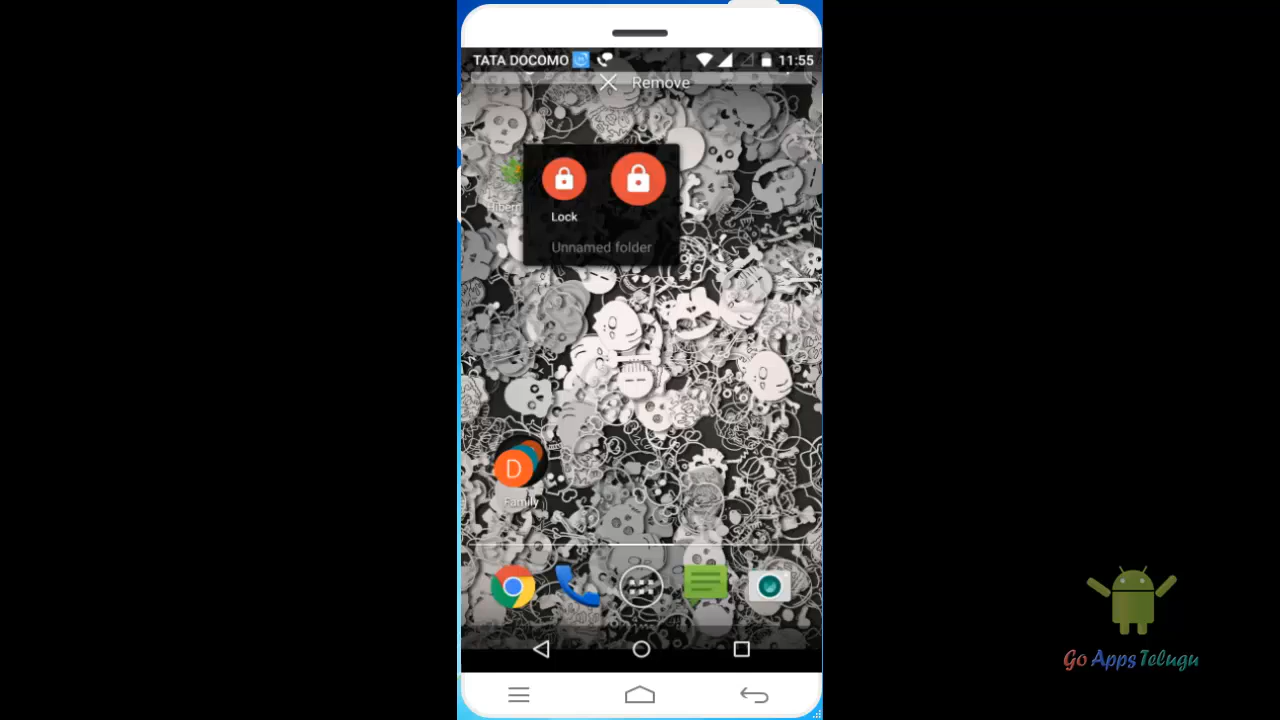 TATA DOCOMO 11:55
Remove
Lock
Unnamed folder
D
Family
Go Apps Telugu